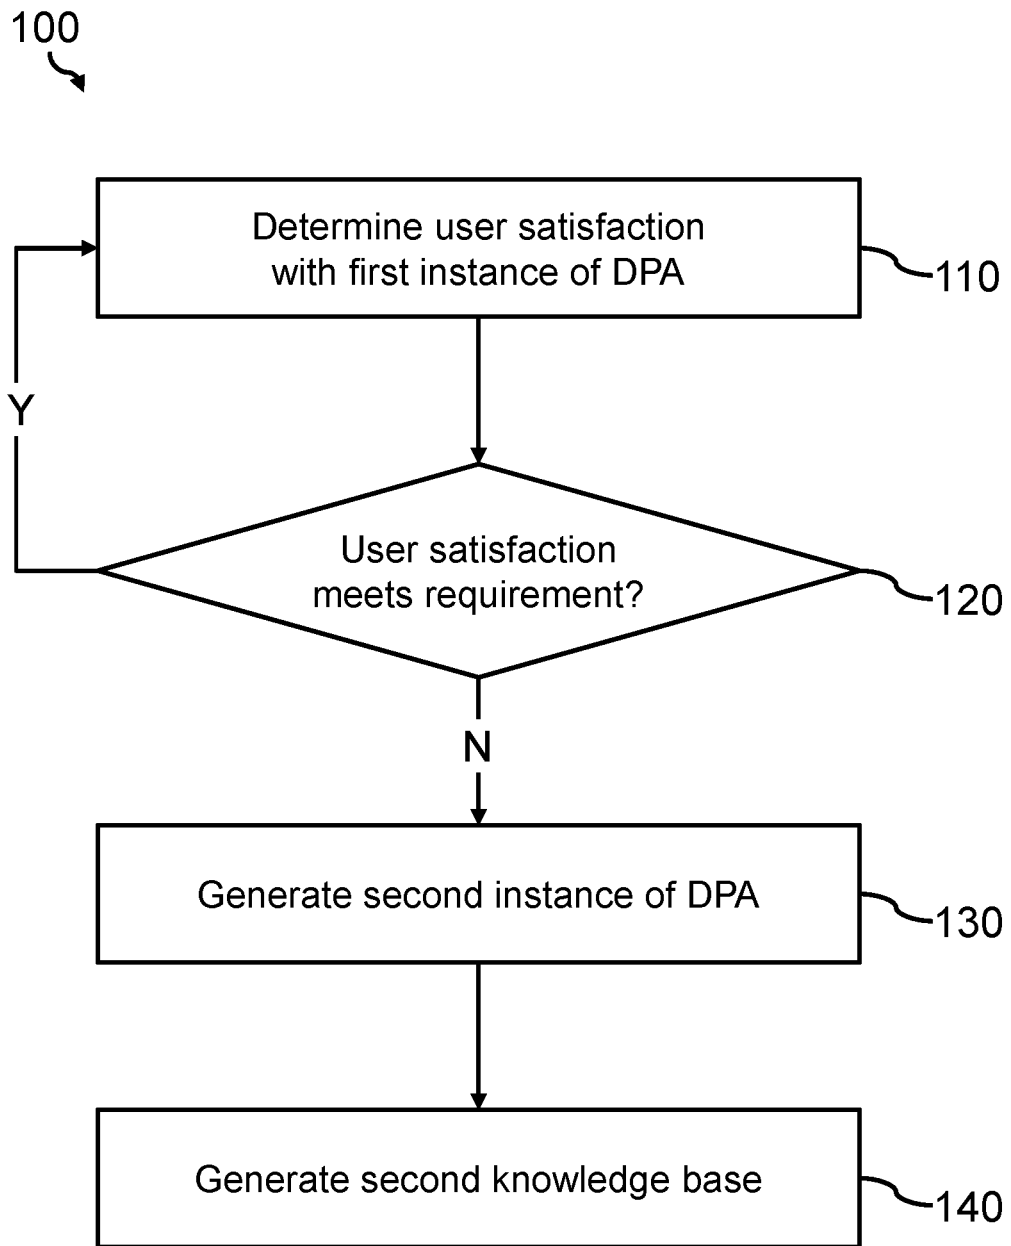 100
Determine user satisfaction
with first instance of DPA
110
Y
User satisfaction
meets requirement?
120
N
Generate second instance of DPA
130
Generate second knowledge base
140